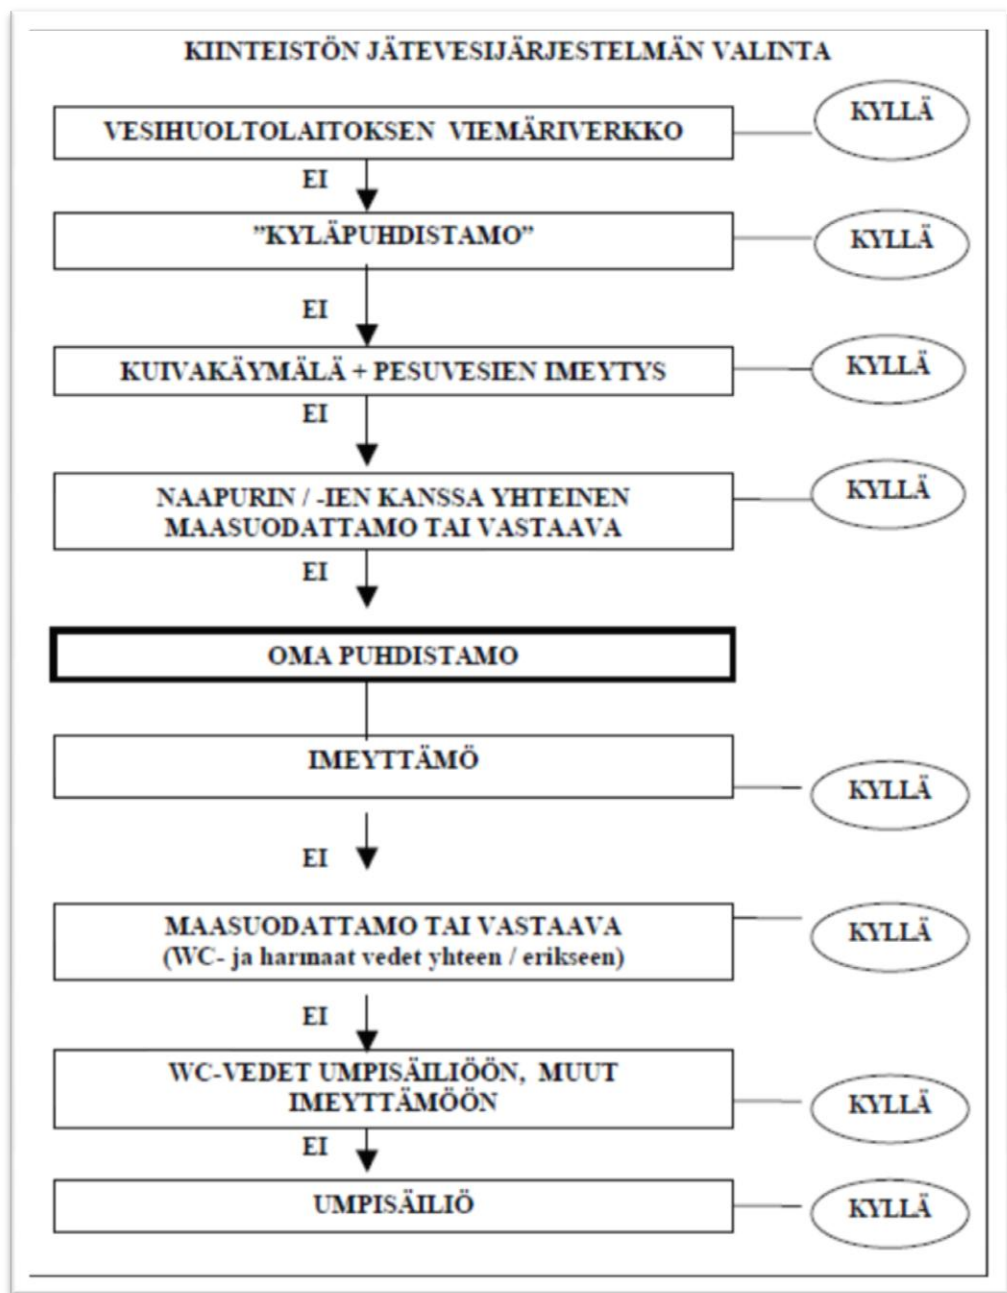 KIINTEISTÖN JÄTEVESIJÄRJESTELMÄN VALINTA
VESIHUOLTOLAITOKSEN VIEMÄRIVERKKO
KYLLÄ
EI
”KYLÄPUHDISTAMO”
KYLLÄ
EI
KUIVAKÄYMÄLÄ + PESUVESIEN IMEYTYS
KYLLÄ
EI
NAAPURIN / -IEN KANSSA YHTEINEN
MAASUODATTAMO TAI VASTAAVA
KYLLÄ
EI
OMA PUHDISTAMO
IMEYTTÄMÖ
KYLLÄ
EI
MAASUODATTAMO TAI VASTAAVA
(WC- ja harmaat vedet yhteen / erikseen)
KYLLÄ
EI
WC-VEDET UMPISÄILIÖÖN, MUUT
IMEYTTÄMÖÖN
KYLLÄ
EI
UMPISÄILIÖ
KYLLÄ